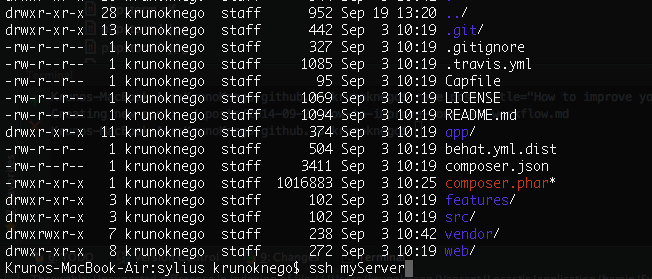 drwxr-xr-x 28 krunoknego staff 952 Sep 19 13:20 ../
drwxr-xr-x 13 krunoknego staff 442 Sep 3 10:19 .git/
-rw-r--r-- 1 krunoknego staff 327 Sep 3 10:19 .gitignore
-rw-r--r-- 1 krunoknego staff 1085 Sep 3 10:19 .travis.yml
-rw-r--r-- 1 krunoknego staff 95 Sep 3 10:19 Capfile
-rw-r--r-- 1 krunoknego staff 1069 Sep 3 10:19 LICENSE
-rw-r--r-- 1 krunoknego staff 1094 Sep 3 10:19 README.md
drwxr-xr-x 11 krunoknego staff 374 Sep 3 10:19 app/
-rw-r--r-- 1 krunoknego staff 504 Sep 3 10:19 behat.yml.dist
-rw-r--r-- 1 krunoknego staff 3411 Sep 3 10:19 composer.json
-rwxr-xr-x 1 krunoknego staff 1016883 Sep 3 10:25 composer.phar*
drwxr-xr-x 3 krunoknego staff 102 Sep 3 10:19 features/
drwxr-xr-x 3 krunoknego staff 102 Sep 3 10:19 src/
drwxrwxr-x 7 krunoknego staff 238 Sep 3 10:42 vendor/
drwxr-xr-x 8 krunoknego staff 272 Sep 3 10:19 web/
Krunos-MacBook-Air:sylius krunoknego$ ssh myServer